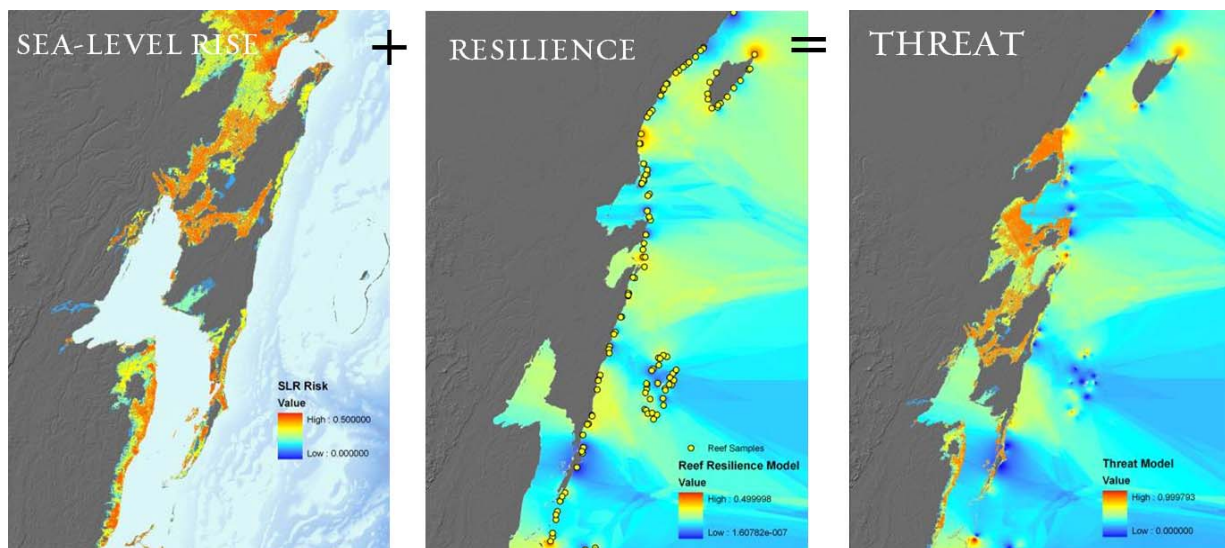 SEA-LEVEL RISE
+
RESILIENCE
=
THREAT
SLR Risk
Value
High : 0.500000
Low : 0.000000
Reef Samples
Reef Resilience Model
Value
High : 0.499998
Low : 1.60782e-007
Threat Model
Value
High : 0.999793
Low : 0.000000